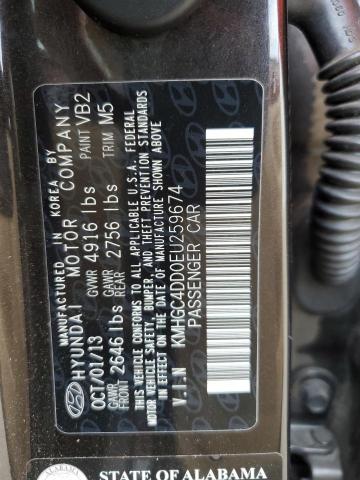 MANUFACTURED IN KOREA BY
HYUNDAI MOTOR COMPANY
OCT/01/13 GVWR 4916 lbs PAINT VB2
GAWR 2646 lbs GAWR REAR 2756 lbs TRIM M5
THIS VEHICLE CONFORMS TO ALL APPLICABLE U.S.A. FEDERAL
MOTOR VEHICLE SAFETY, BUMPER, AND THEFT PREVENTION STANDARDS
IN EFFECT ON THE DATE OF MANUFACTURE SHOWN ABOVE
V.I.N KMHGC4DD0EU259674
PASSENGER CAR
STATE OF ALABAMA
ALABAMA